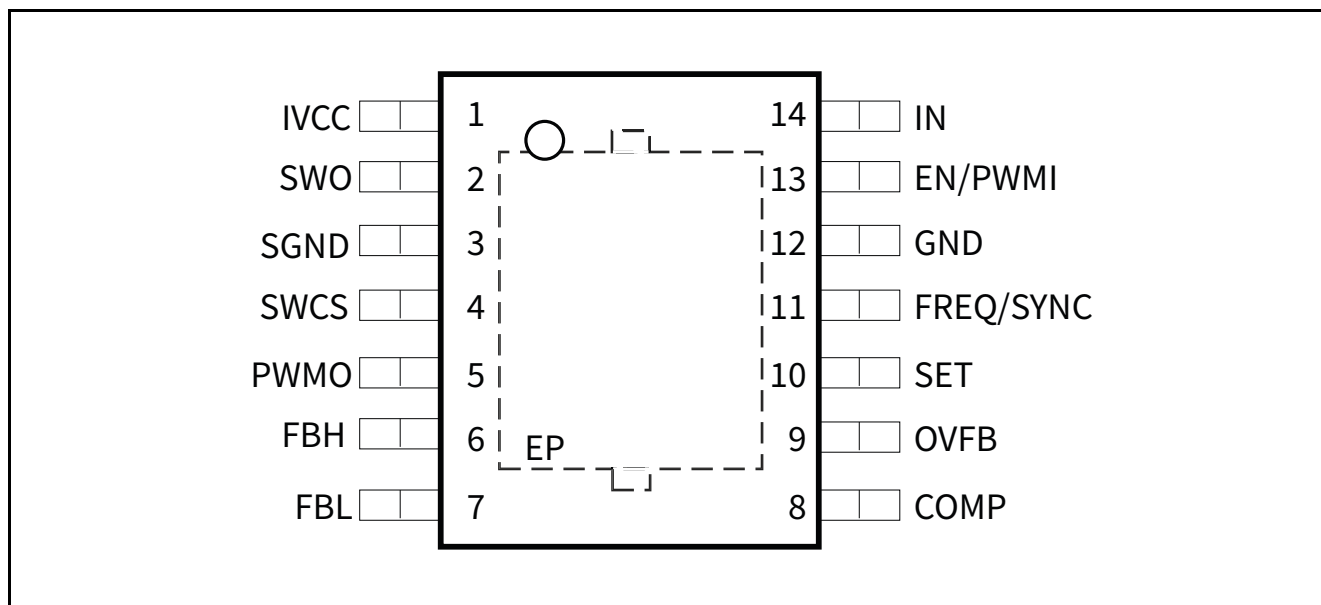 IVCC 1 14 IN
SWO 2 13 EN/PWMI
SGND 3 12 GND
SWCS 4 11 FREQ/SYNC
PWMO 5 10 SET
FBH 6 9 OVFB
EP
FBL 7 8 COMP